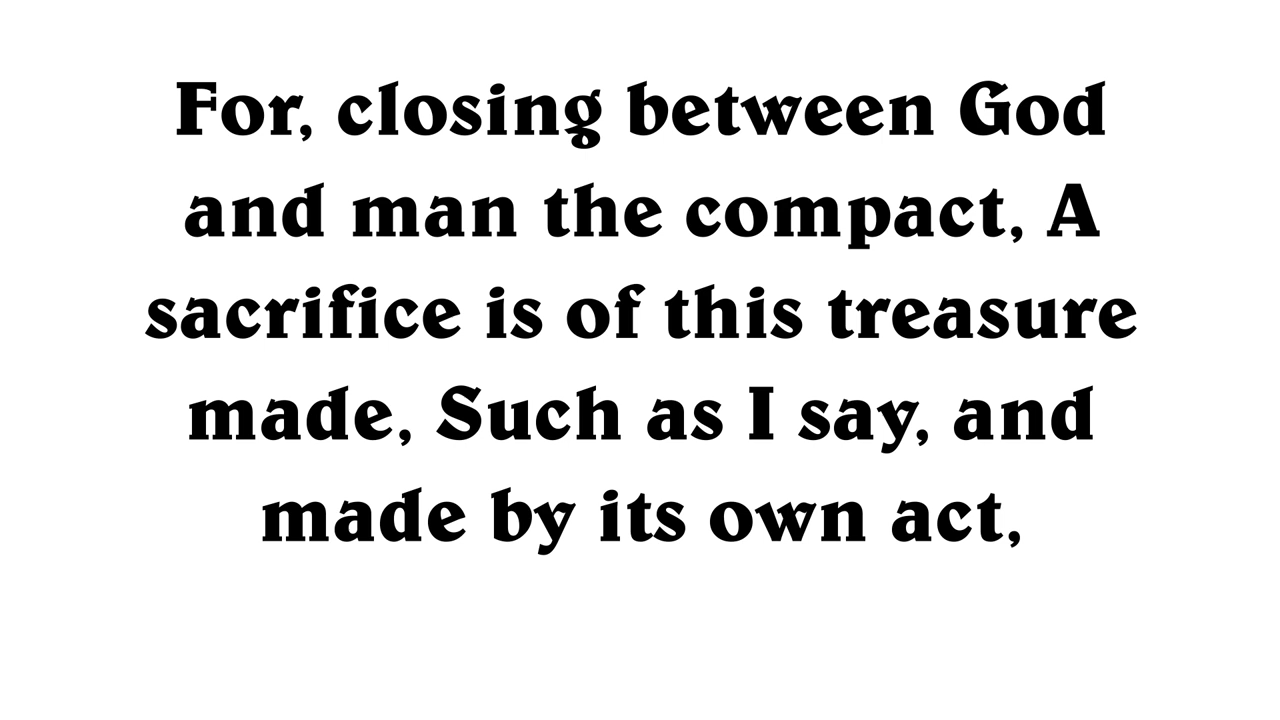 For, closing between God
and man the compact, A
sacrifice is of this treasure
made, Such as I say, and
made by its own act,